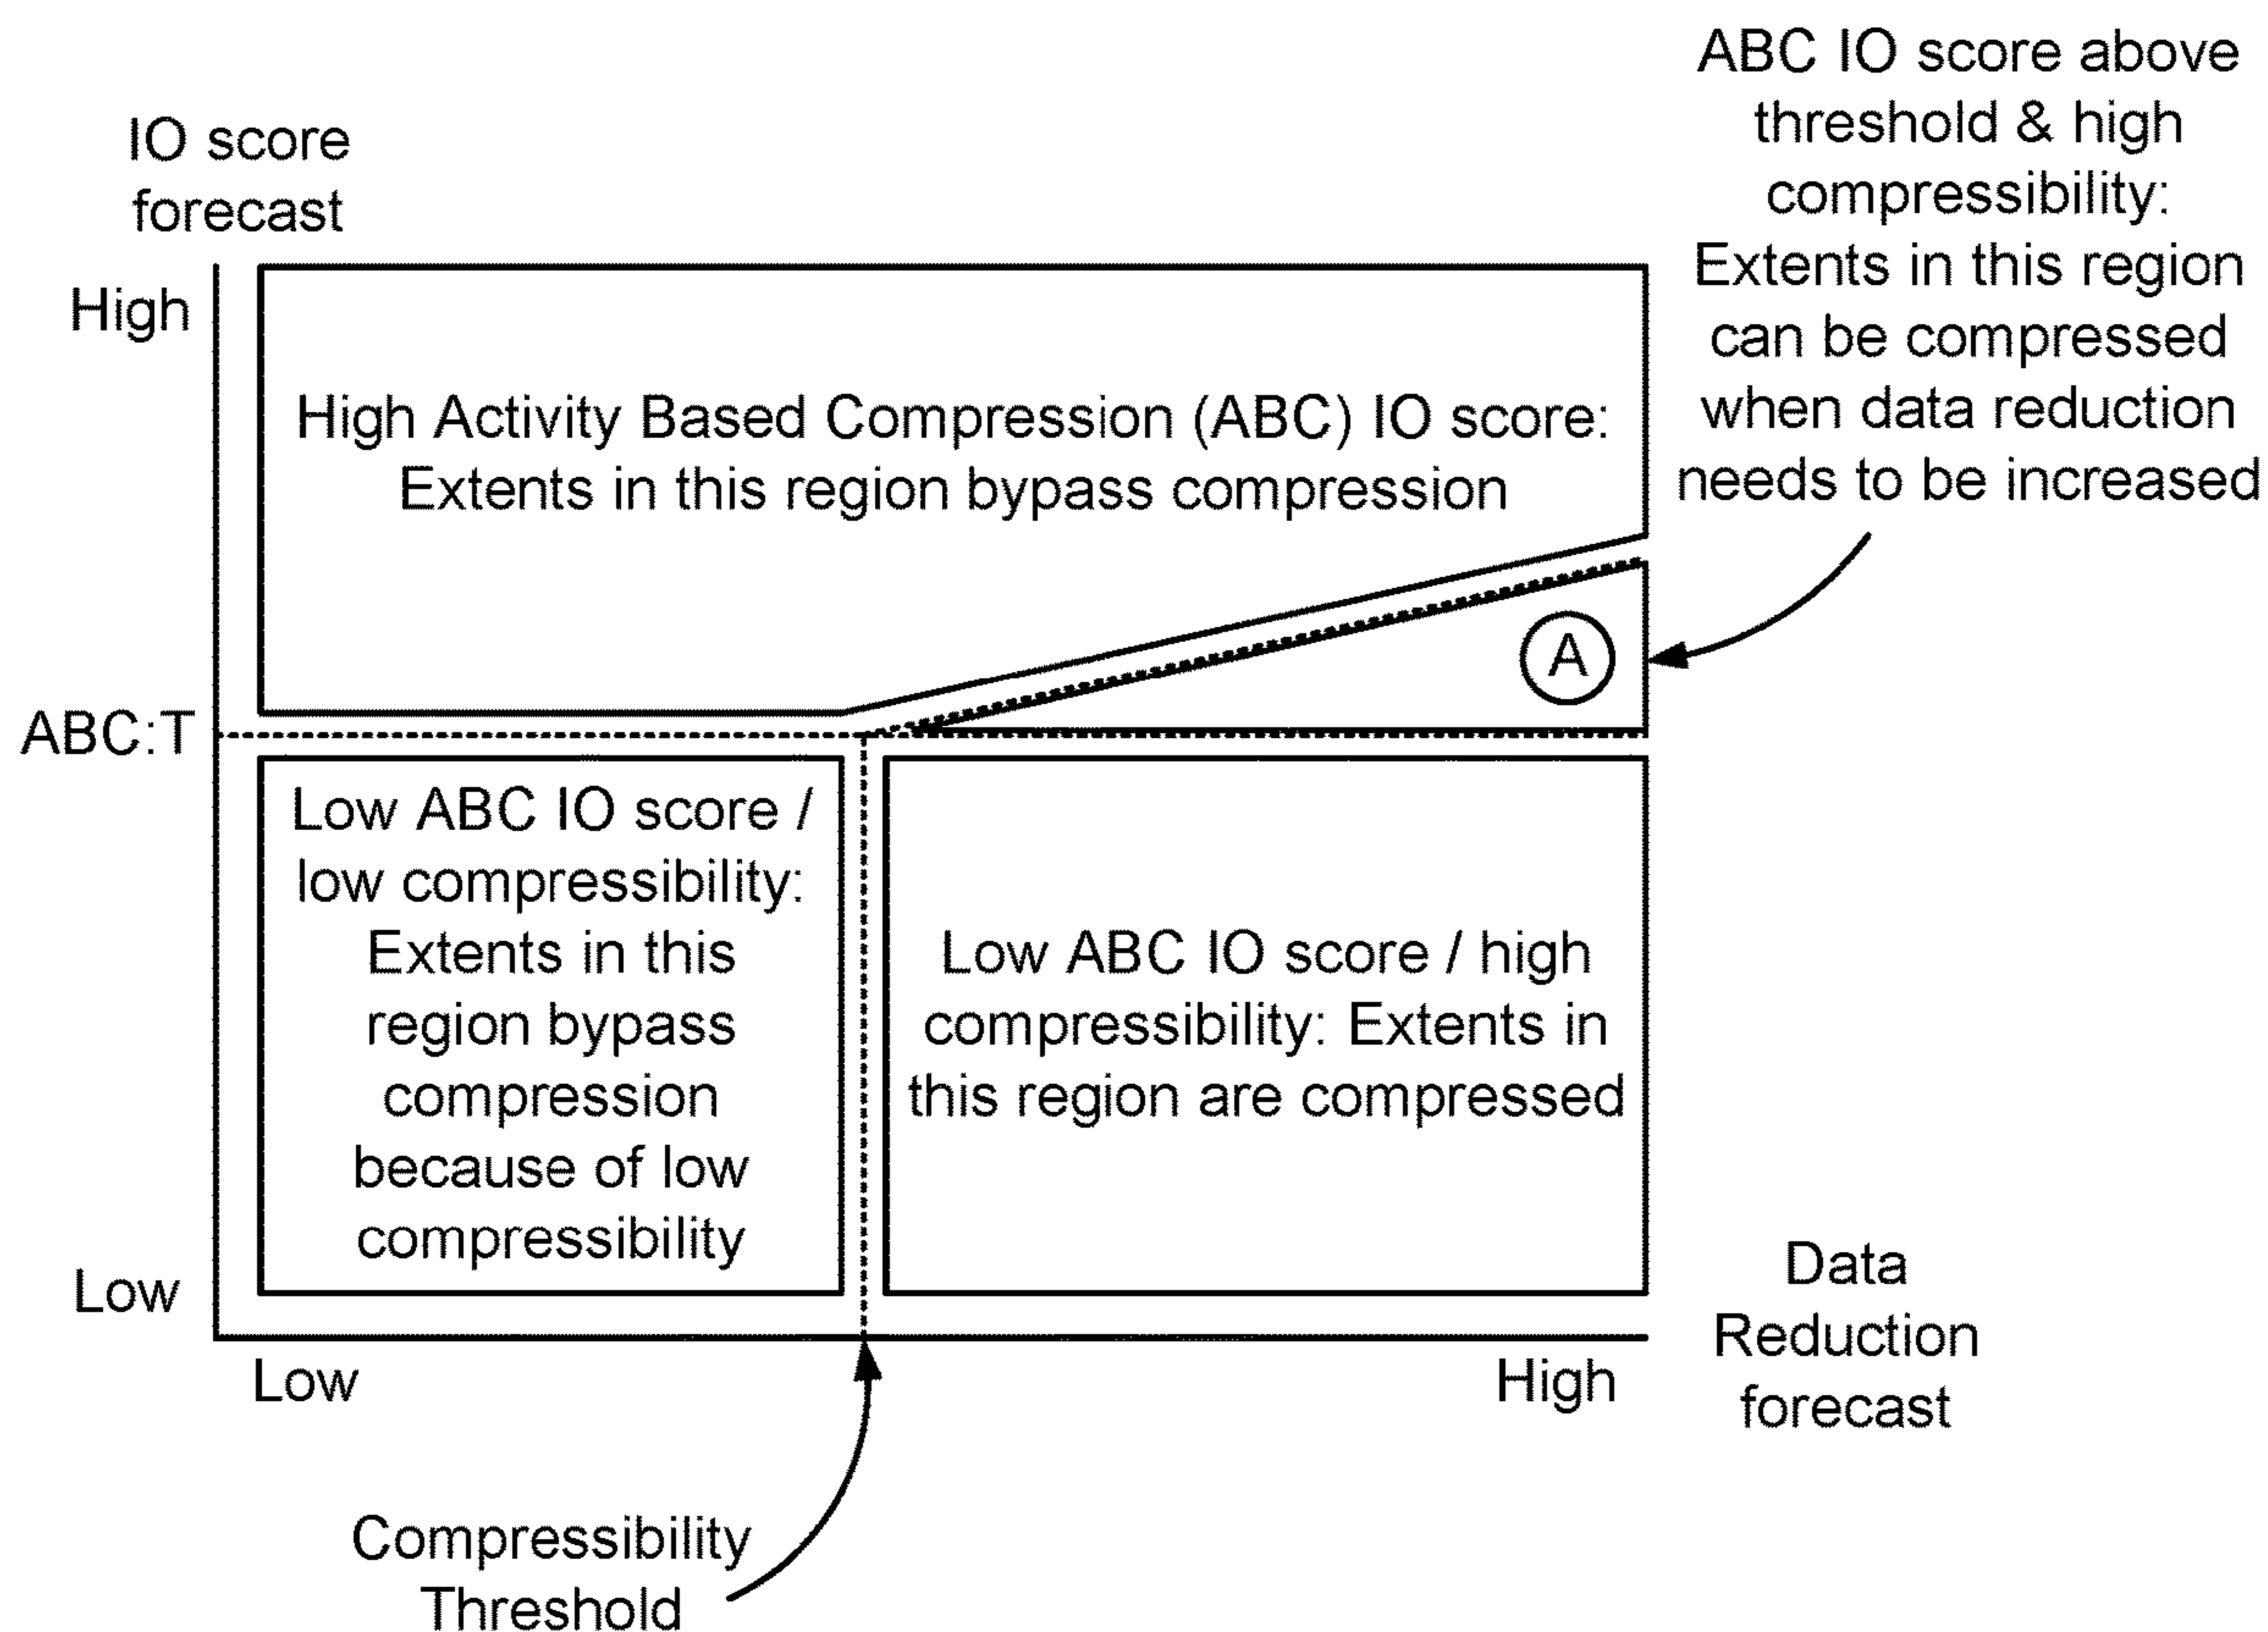 IO score
forecast
High
ABC:T
Low
High Activity Based Compression (ABC) IO score:
Extents in this region bypass compression
ABC IO score above
threshold & high
compressibility:
Extents in this region
can be compressed
when data reduction
needs to be increased
A
Low ABC IO score /
low compressibility:
Extents in this
region bypass
compression
because of low
compressibility
Low ABC IO score / high
compressibility: Extents in
this region are compressed
Low
High
Data
Reduction
forecast
Compressibility
Threshold